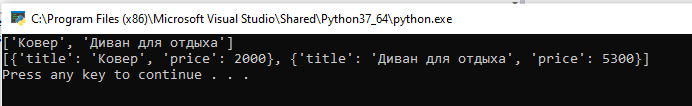 C:\Program Files (x86)\Microsoft Visual Studio\Shared\Python37_64\python.exe
['Ковер', 'Диван для отдыха']
[{'title': 'Ковер', 'price': 2000}, {'title': 'Диван для отдыха', 'price': 5300}]
Press any key to continue . . .